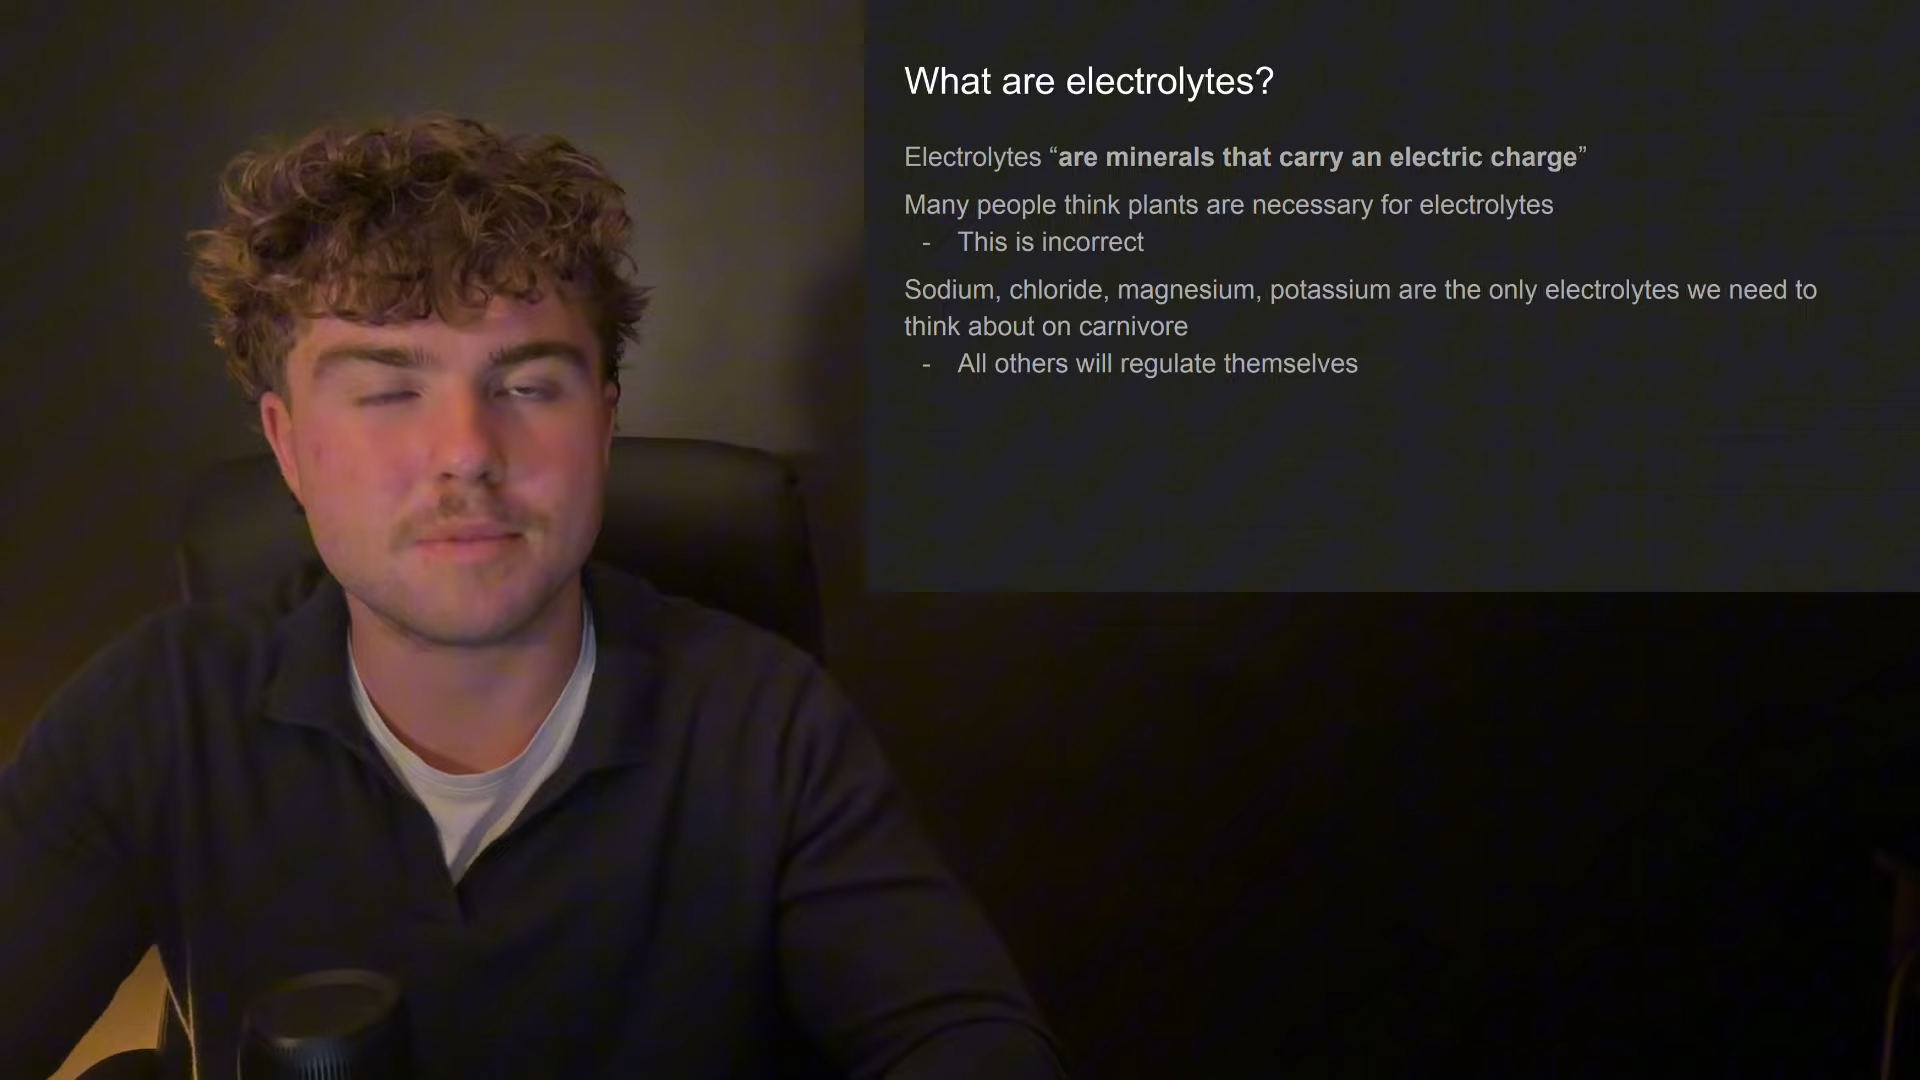 What are electrolytes?
Electrolytes “are minerals that carry an electric charge”
Many people think plants are necessary for electrolytes
- This is incorrect
Sodium, chloride, magnesium, potassium are the only electrolytes we need to
think about on carnivore
- All others will regulate themselves